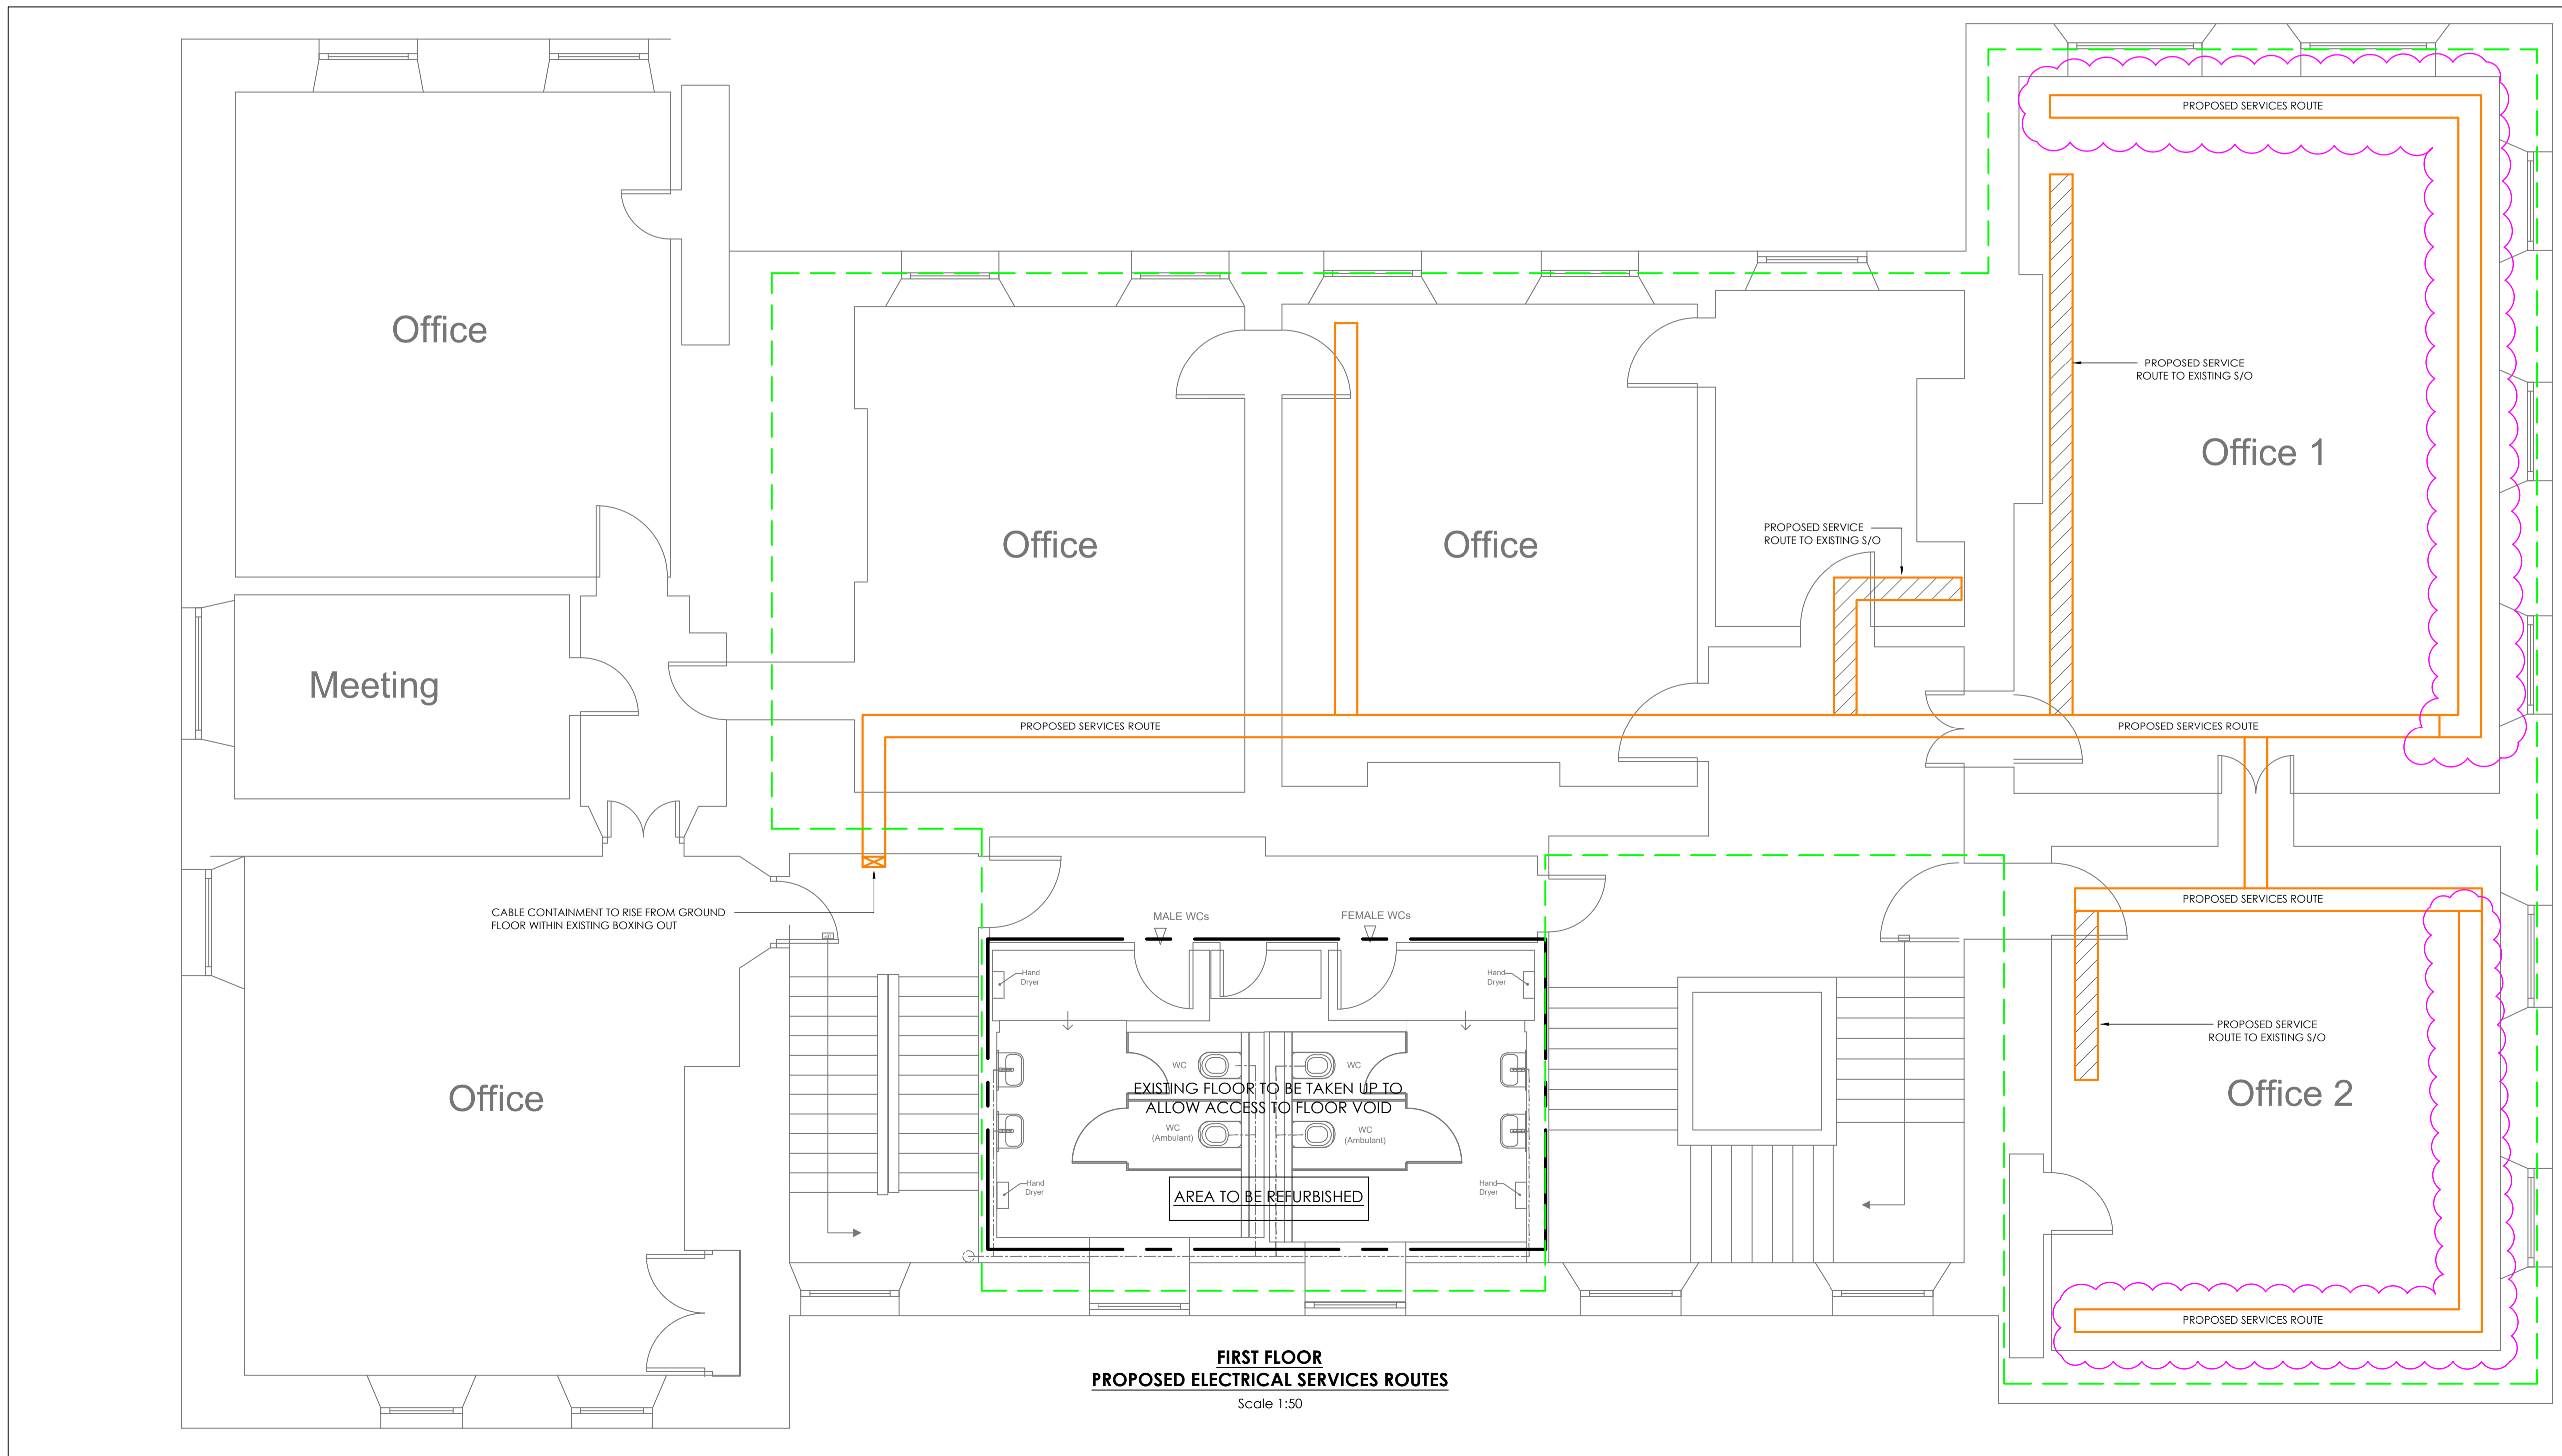 PROPOSED SERVICES ROUTE
Office
PROPOSED SERVICE
ROUTE TO EXISTING S/O
Office 1
PROPOSED SERVICE
ROUTE TO EXISTING S/O
Office
Office
Meeting
PROPOSED SERVICES ROUTE
PROPOSED SERVICES ROUTE
CABLE CONTAINMENT TO RISE FROM GROUND
FLOOR WITHIN EXISTING BOXING OUT
MALE WCs
FEMALE WCs
PROPOSED SERVICES ROUTE
Hand
Dryer
Hand
Dryer
PROPOSED SERVICE
ROUTE TO EXISTING S/O
Office
WC
WC
EXISTING FLOOR TO BE TAKEN UP TO
ALLOW ACCESS TO FLOOR VOID
WC
(Ambulant)
WC
(Ambulant)
Office 2
Hand
Dryer
AREA TO BE REFURBISHED
Hand
Dryer
PROPOSED SERVICES ROUTE
FIRST FLOOR
PROPOSED ELECTRICAL SERVICES ROUTES
Scale 1:50